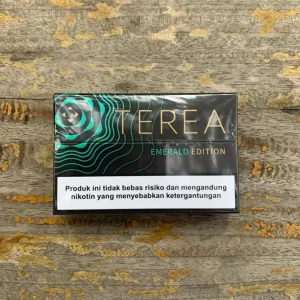 TEREA
EMERALD EDITION
Produk ini tidak bebas risiko dan mengandung
nikotin yang menyebabkan ketergantungan